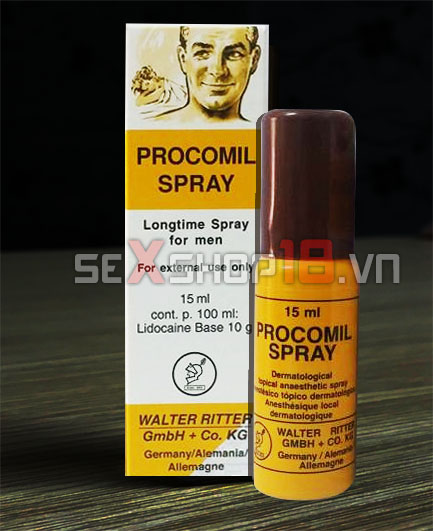 PROCOMIL
SPRAY
Longtime Spray
for men
For external use only
15 ml
cont. p. 100 ml:
Lidocaine Base 10 g
WALTER RITTER
GmbH + Co. KG
Germany/Alemania/
Allemagne
seXshop18.vn
15 ml
PROCOMIL
SPRAY
Dermatological
topical anaesthetic spray
tópico
Anesthésique local
dermatologique
WALTER RITTER
GMBH + CO. KG
Germany/Alemania/
Allemagne